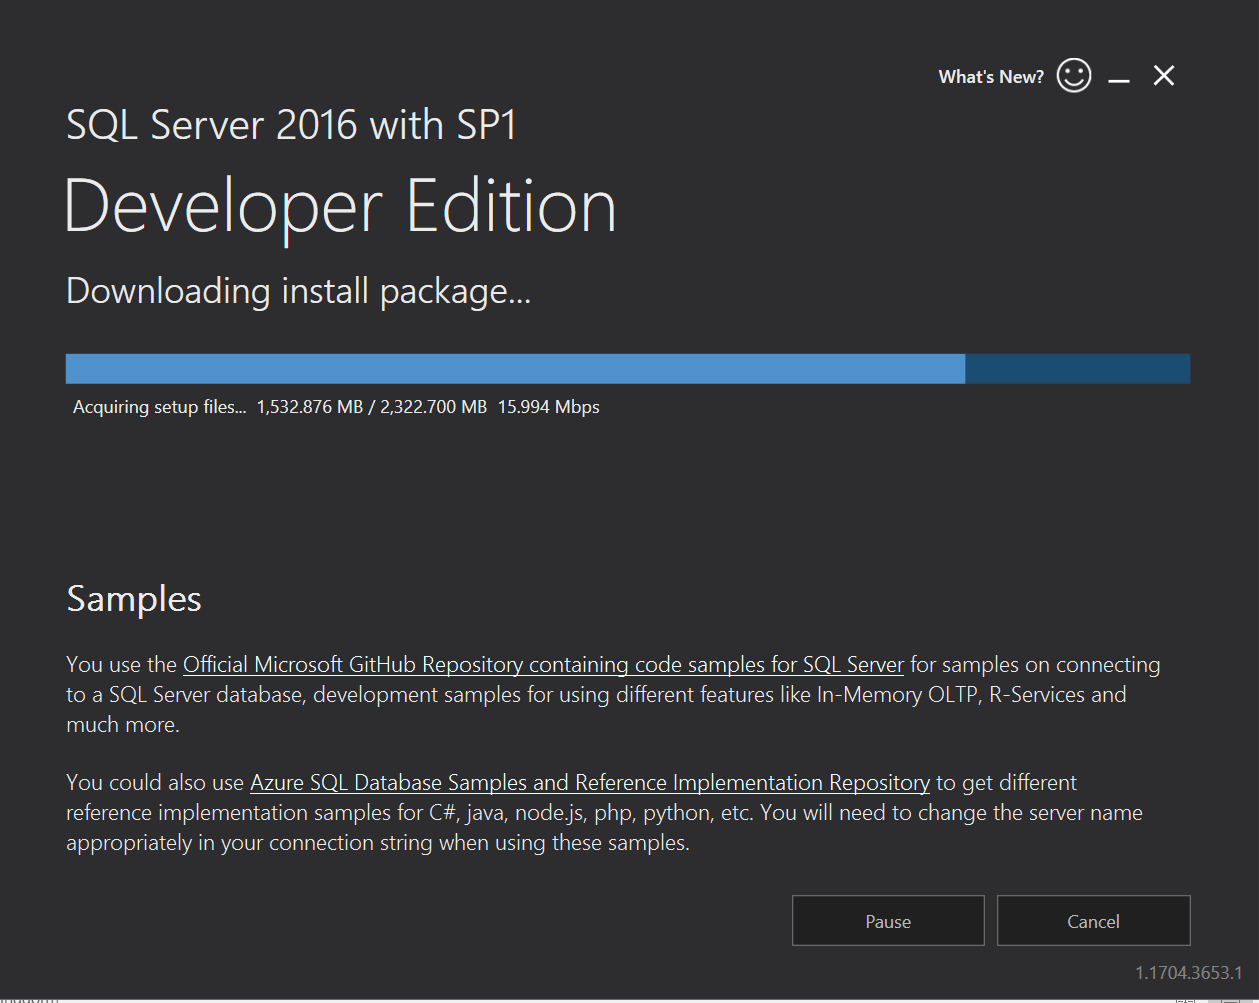 What's New?
SQL Server 2016 with SP1
Developer Edition
Downloading install package...
Acquiring setup files... 1,532.876 MB / 2,322.700 MB 15.994 Mbps
Samples
You use the Official Microsoft GitHub Repository containing code samples for SQL Server for samples on connecting
to a SQL Server database, development samples for using different features like In-Memory OLTP, R-Services and
much more.
You could also use Azure SQL Database Samples and Reference Implementation Repository to get different
reference implementation samples for C#, java, node.js, php, python, etc. You will need to change the server name
appropriately in your connection string when using these samples.
Pause Cancel
1.1704.3653.1